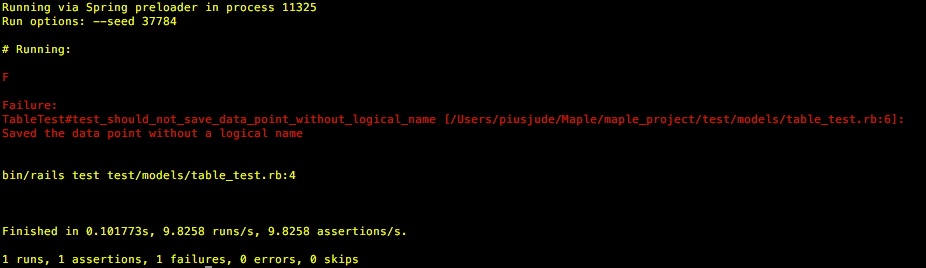 Running via Spring preloader in process 11325
Run options: --seed 37784
# Running:
F
Failure:
TableTest#test_should_not_save_data_point_without_logical_name [/Users/piusjude/Maple/maple_project/test/models/table_test.rb:6]:
Saved the data point without a logical name
bin/rails test test/models/table_test.rb:4
Finished in 0.101773s, 9.8258 runs/s, 9.8258 assertions/s.
1 runs, 1 assertions, 1 failures, 0 errors, 0 skips